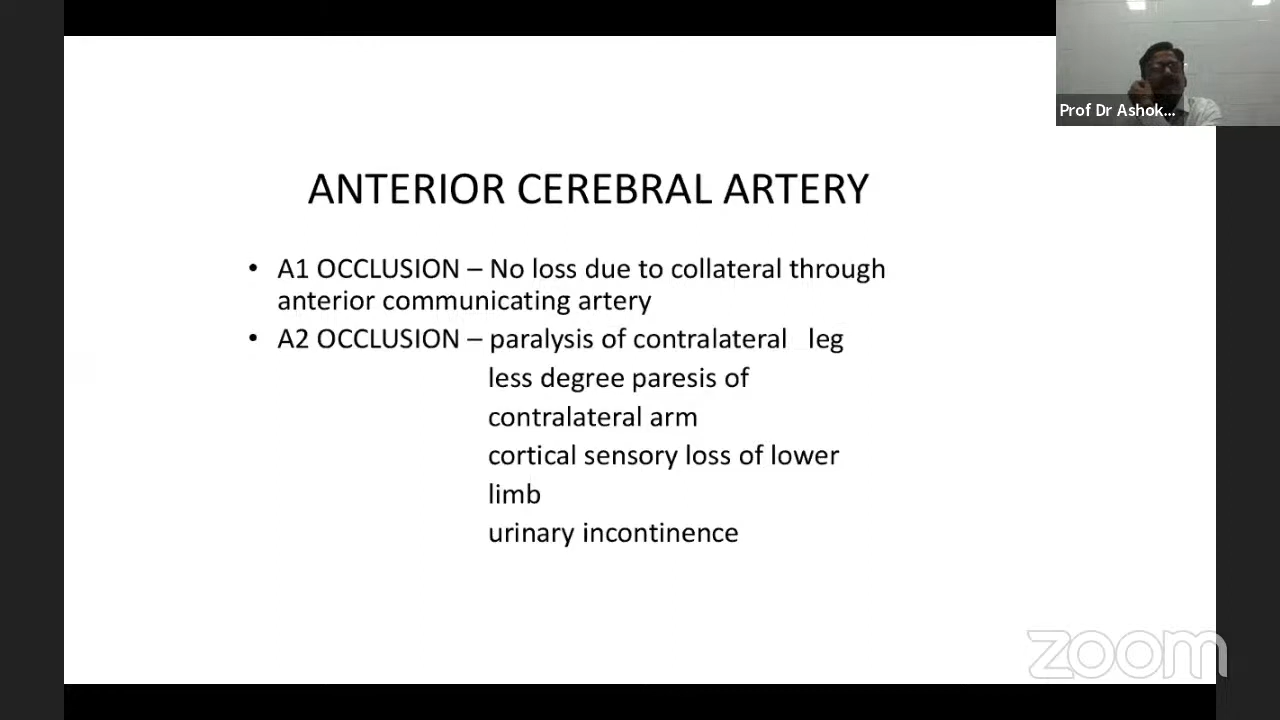 Prof Dr Ashok...
ANTERIOR CEREBRAL ARTERY
• A1 OCCLUSION – No loss due to collateral through
anterior communicating artery
• A2 OCCLUSION – paralysis of contralateral leg
less degree paresis of
contralateral arm
cortical sensory loss of lower
limb
urinary incontinence
zoom